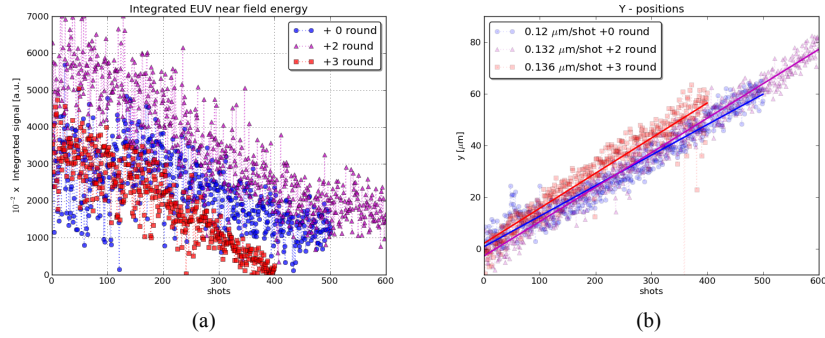 Integrated EUV near field energy
7000
6000
5000
4000
3000
2000
1000
0
10⁻² x Integrated signal [a.u.]
+ 0 round
+2 round
+3 round
0 100 200 300 400 500 600
shots
(a)
Y - positions
80
60
40
20
0
y [μm]
0.12 μm/shot +0 round
0.132 μm/shot +2 round
0.136 μm/shot +3 round
0 100 200 300 400 500 600
shots
(b)